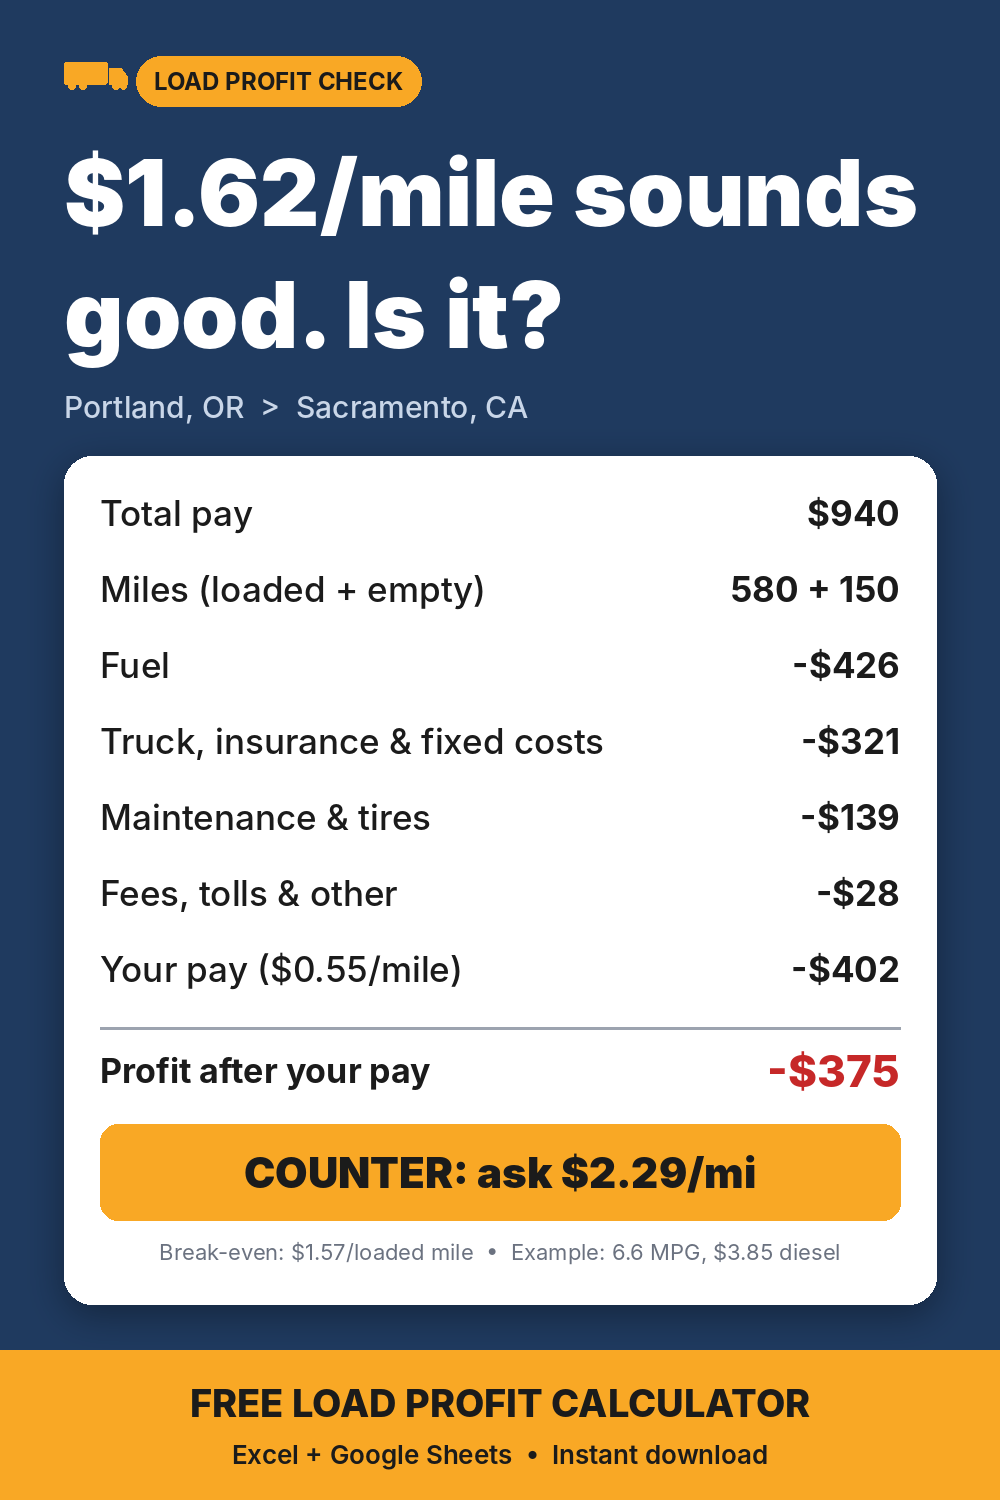 LOAD PROFIT CHECK
$1.62/mile sounds
good. Is it?
Portland, OR > Sacramento, CA
Total pay $940
Miles (loaded + empty) 580 + 150
Fuel -$426
Truck, insurance & fixed costs -$321
Maintenance & tires -$139
Fees, tolls & other -$28
Your pay ($0.55/mile) -$402
Profit after your pay -$375
COUNTER: ask $2.29/mi
Break-even: $1.57/loaded mile • Example: 6.6 MPG, $3.85 diesel
FREE LOAD PROFIT CALCULATOR
Excel + Google Sheets • Instant download